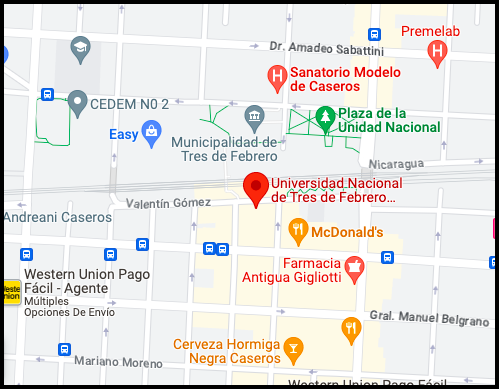 Premelab
Dr. Amadeo Sabattini
Sanatorio Modelo
de Caseros
CEDEM N0 2
Plaza de la
Unidad Nacional
Easy
Municipalidad de
Tres de Febrero
Nicaragua
Universidad Nacional
de Tres de Febrero...
Valentín Gómez
Andreani Caseros
McDonald's
Farmacia
Antigua Gigliotti
Western Union Pago
Fácil - Agente
Múltiples
Opciones De Envío
Gral. Manuel Belgrano
Cerveza Hormiga
Negra Caseros
Mariano Moreno
Western Union Pago